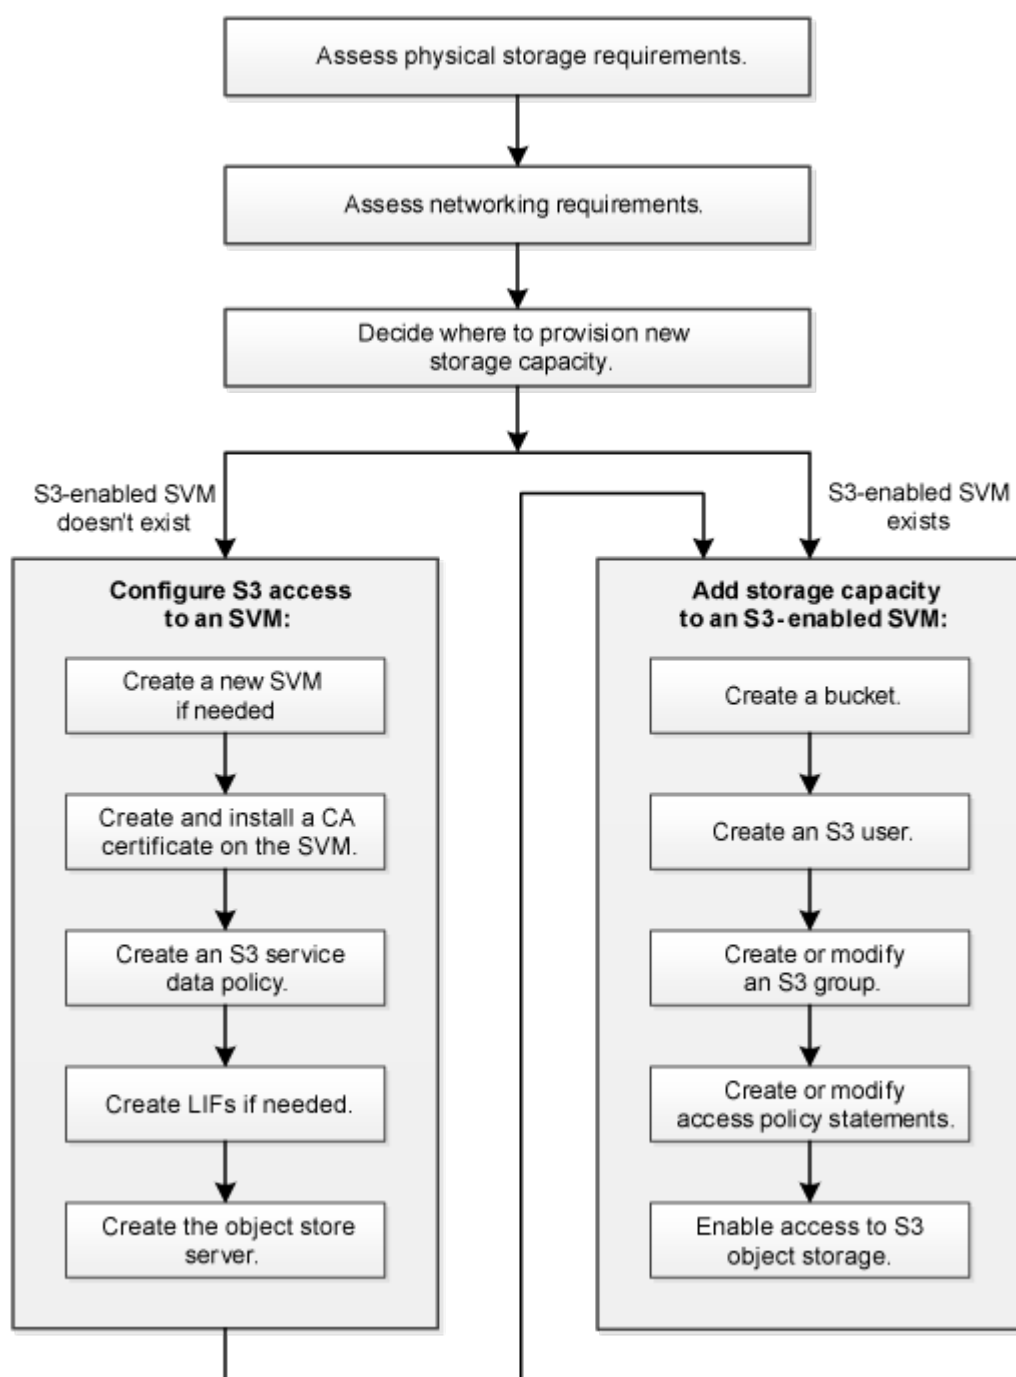 Assess physical storage requirements.
Assess networking requirements.
Decide where to provision new
storage capacity.
S3-enabled SVM
doesn't exist
S3-enabled SVM
exists
Configure S3 access
to an SVM:
Create a new SVM
if needed
Create and install a CA
certificate on the SVM.
Create an S3 service
data policy.
Create LIFs if needed.
Create the object store
server.
Add storage capacity
to an S3-enabled SVM:
Create a bucket.
Create an S3 user.
Create or modify
an S3 group.
Create or modify
access policy statements.
Enable access to S3
object storage.